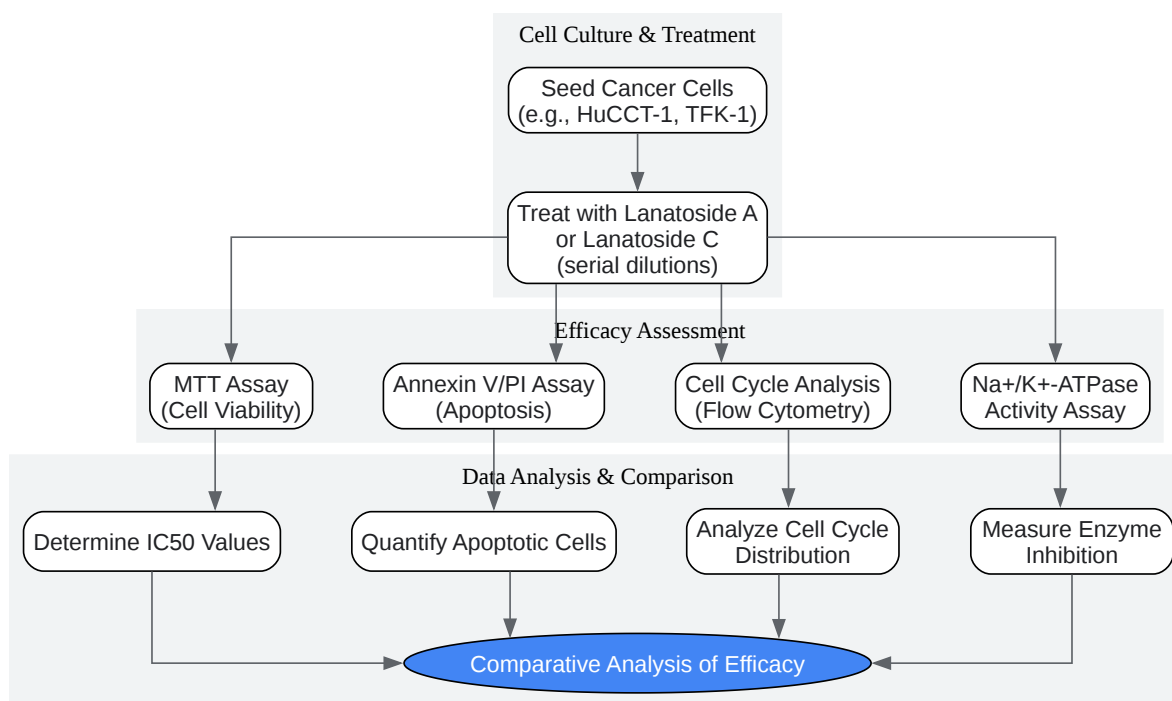 Cell Culture & Treatment
Seed Cancer Cells
(e.g., HuCCT-1, TFK-1)
Treat with Lanatoside A
or Lanatoside C
(serial dilutions)
Efficacy Assessment
MTT Assay
(Cell Viability)
Annexin V/PI Assay
(Apoptosis)
Cell Cycle Analysis
(Flow Cytometry)
Na+/K+-ATPase
Activity Assay
Data Analysis & Comparison
Determine IC50 Values
Quantify Apoptotic Cells
Analyze Cell Cycle
Distribution
Measure Enzyme
Inhibition
Comparative Analysis of Efficacy